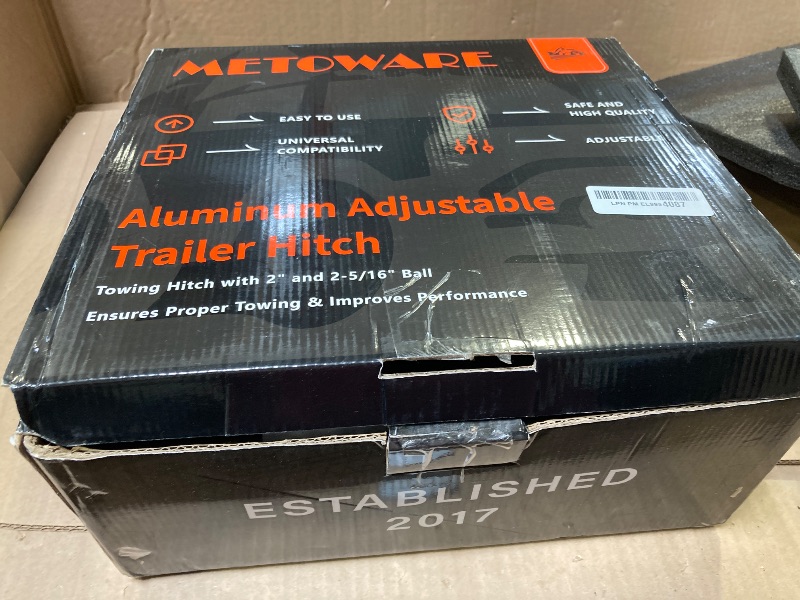 METOWARE
EASY TO USE
SAFE AND
HIGH QUALITY
UNIVERSAL
COMPATIBILITY
ADJUSTABLE
Aluminum Adjustable
Trailer Hitch
Towing Hitch with 2" and 2-5/16" Ball
Ensures Proper Towing & Improves Performance
ESTABLISHED
2017